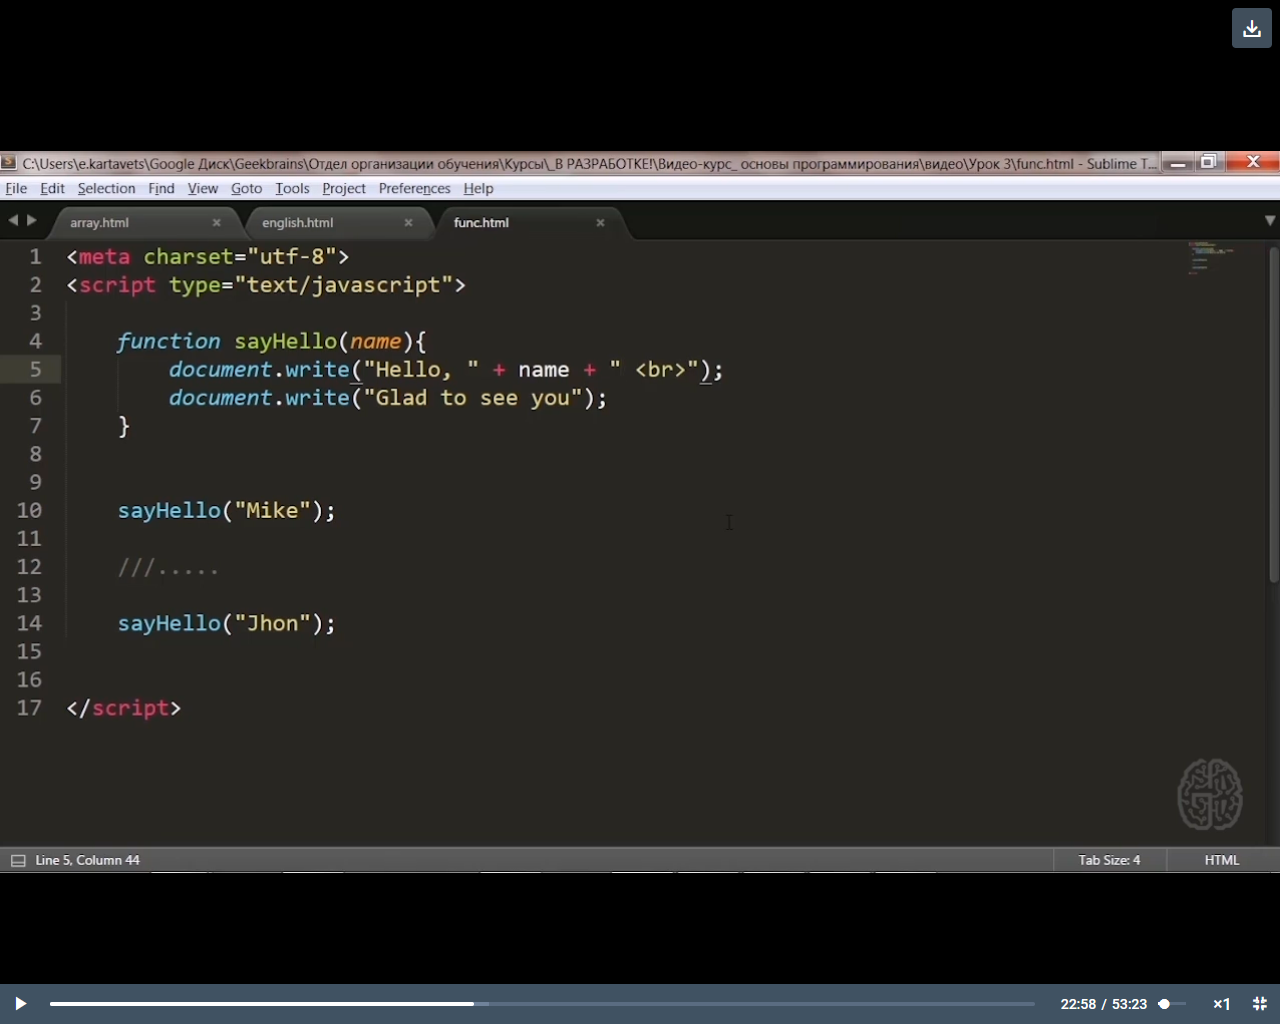 C:\Users\e.kartavets\Google Диск\Geekbrains\Отдел организации обучения\Курсы\_В РАЗРАБОТКЕ!\Видео-курс_ основы программирования\видео\Урок 3\func.html - Sublime T...
File Edit Selection Find View Goto Tools Project Preferences Help
array.html × english.html × func.html ×
1 <meta charset="utf-8">
2 <script type="text/javascript">
3
4 function sayHello(name){
5 document.write("Hello, " + name + " <br>");
6 document.write("Glad to see you");
7 }
8
9
10 sayHello("Mike");
11
12 ///.....
13
14 sayHello("Jhon");
15
16
17 </script>
Line 5, Column 44 Tab Size: 4 HTML
22:58 / 53:23 ×1